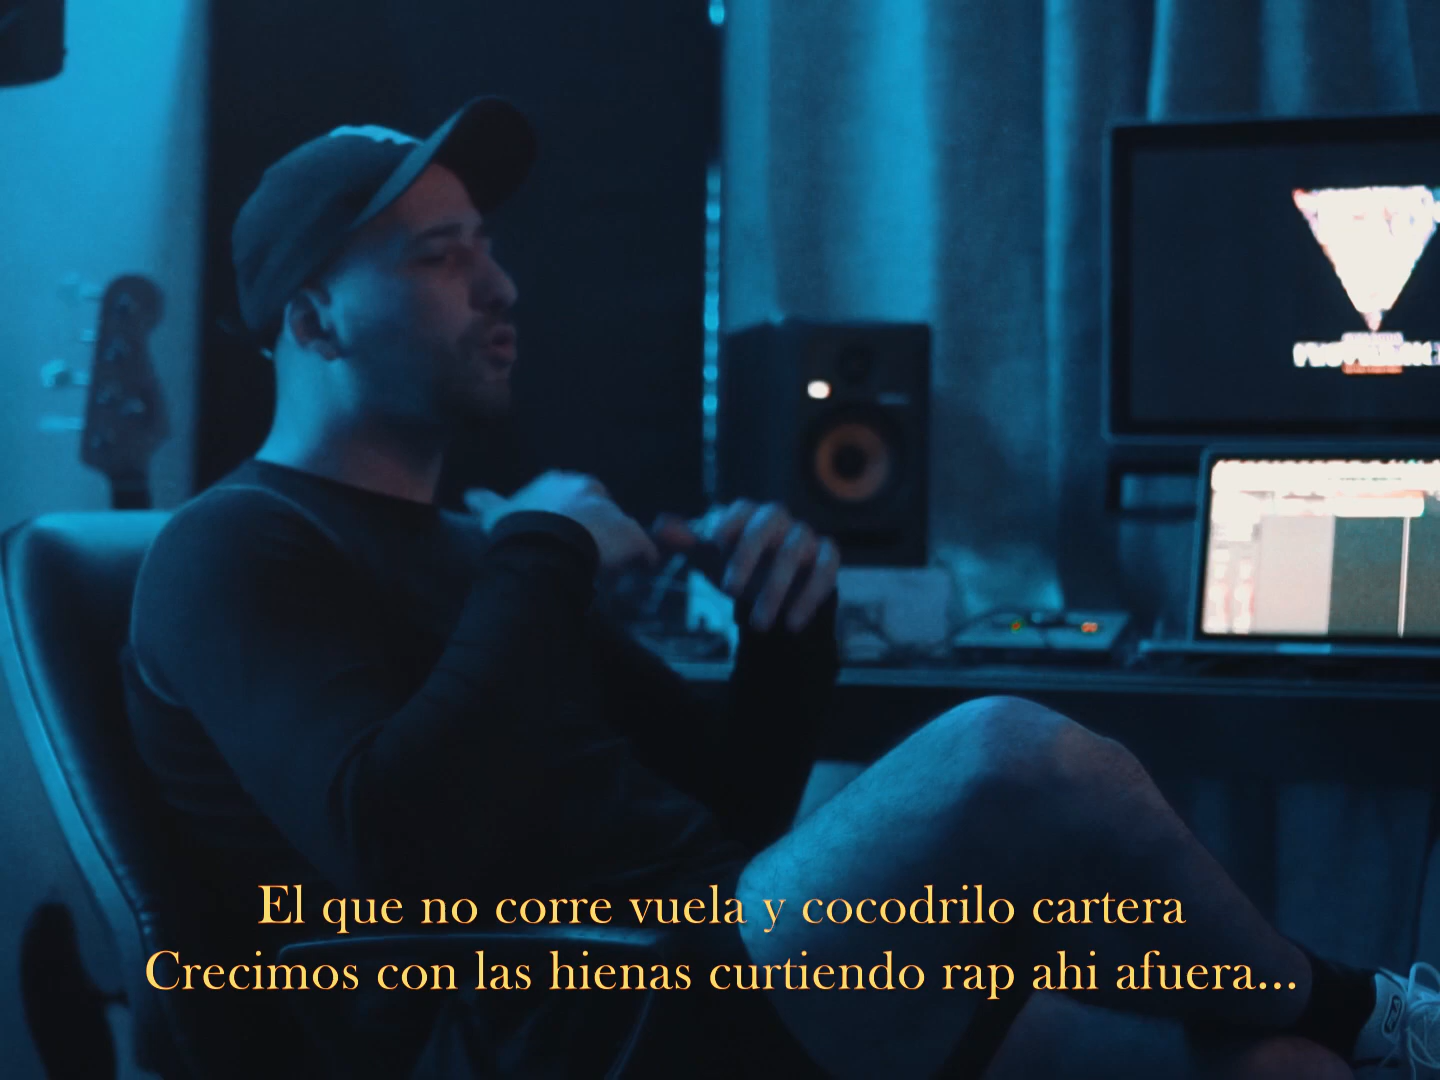 El que no corre vuela y cocodrilo cartera
Crecimos con las hienas curtiendo rap ahi afuera...